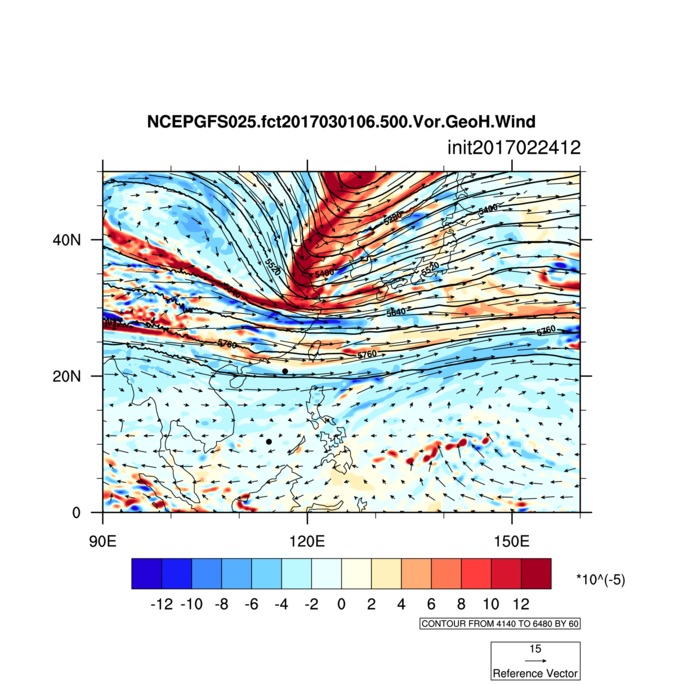 NCEPGFS025.fct2017030106.500.Vor.GeoH.Wind
init2017022412
40N
20N
0
90E 120E 150E
5280
5400
5520
5400
5520
5640
5760
5760
5760
-12 -10 -8 -6 -4 -2 0 2 4 6 8 10 12
*10^(-5)
CONTOUR FROM 4140 TO 6480 BY 60
15
Reference Vector